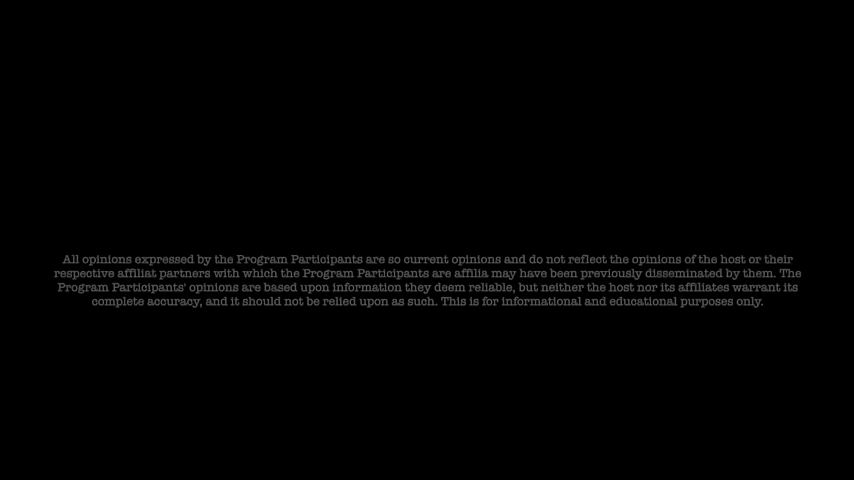 All opinions expressed by the Program Participants are so current opinions and do not reflect the opinions of the host or their
respective affiliat partners with which the Program Participants are affilia may have been previously disseminated by them. The
Program Participants' opinions are based upon information they deem reliable, but neither the host nor its affiliates warrant its
complete accuracy, and it should not be relied upon as such. This is for informational and educational purposes only.